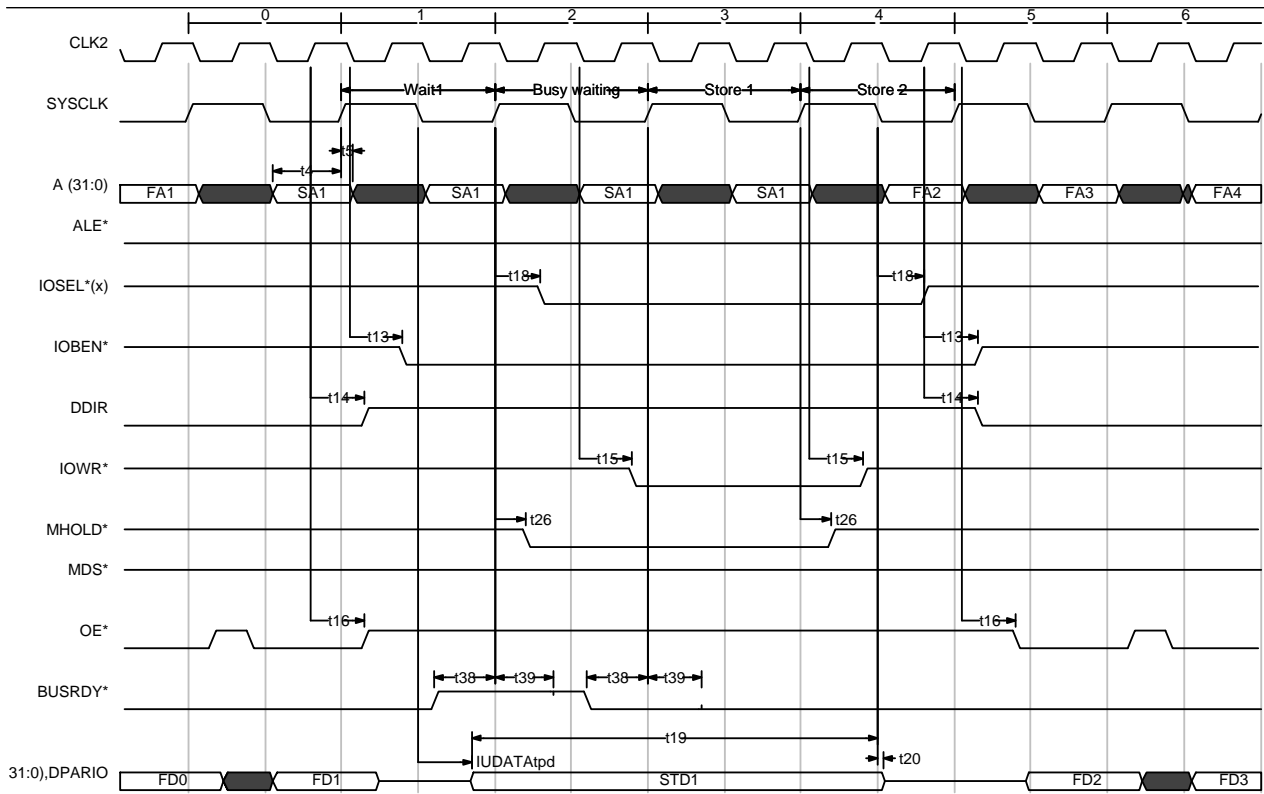 0 1 2 3 4 5 6
CLK2
Wait1 Busy waiting Store 1 Store 2
SYSCLK
t5
t4
A (31:0) FA1 SA1 SA1 SA1 SA1 FA2 FA3 FA4
ALE*
t18 t18
IOSEL*(x)
t13 t13
IOBEN*
t14 t14
DDIR
t15 t15
IOWR*
t26 t26
MHOLD*
MDS*
t16 t16
OE*
t38 t39 t38 t39
BUSRDY*
t19
IUDATAtpd t20
31:0),DPARIO FD0 FD1 STD1 FD2 FD3